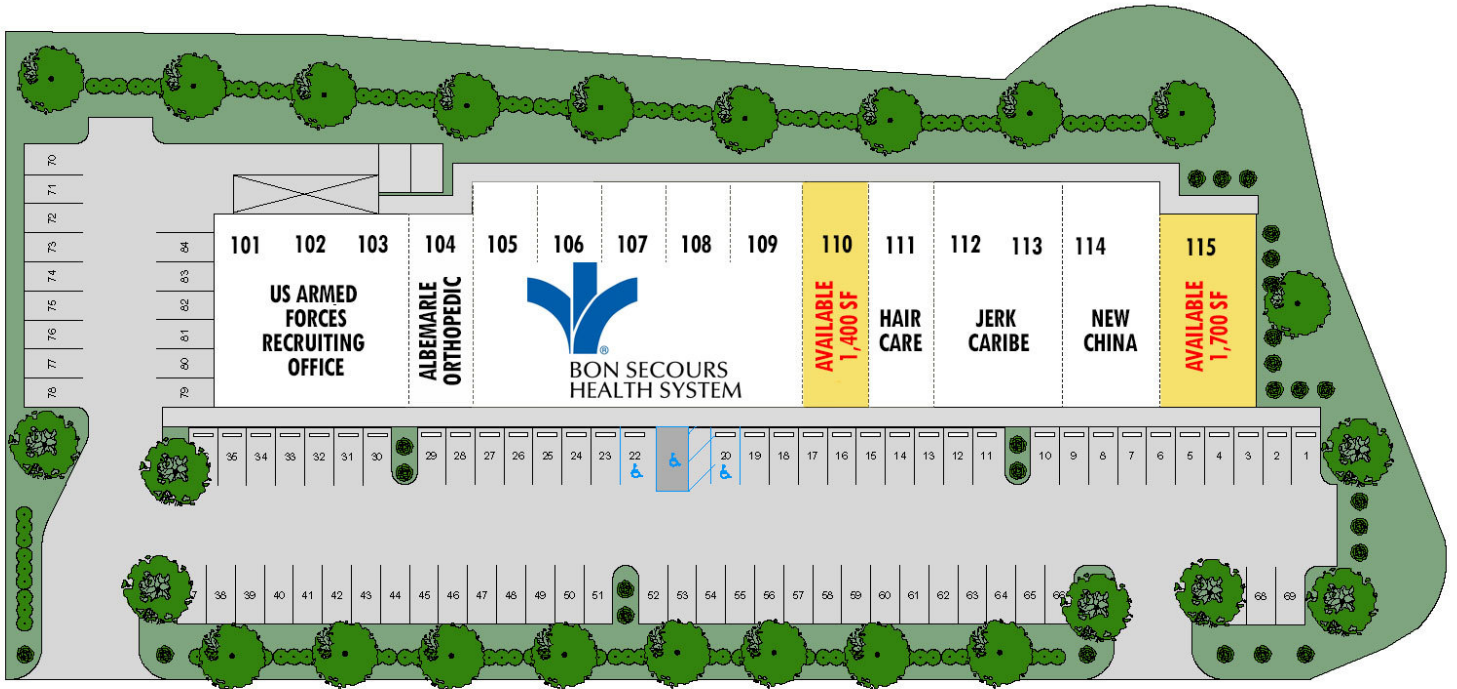 70
71
72
73
74
75
76
77
78
84
83
82
81
80
79
101 102 103 104 105 106 107 108 109 110 111 112 113 114 115
US ARMED
FORCES
RECRUITING
OFFICE
ALBEMARLE
ORTHOPEDIC
®
BON SECOURS
HEALTH SYSTEM
AVAILABLE
1,400 SF
HAIR
CARE
JERK
CARIBE
NEW
CHINA
AVAILABLE
1,700 SF
35 34 33 32 31 30 29 28 27 26 25 24 23 22 20 19 18 17 16 15 14 13 12 11 10 9 8 7 6 5 4 3 2 1
38 39 40 41 42 43 44 45 46 47 48 49 50 51 52 53 54 55 56 57 58 59 60 61 62 63 64 65 66 68 69